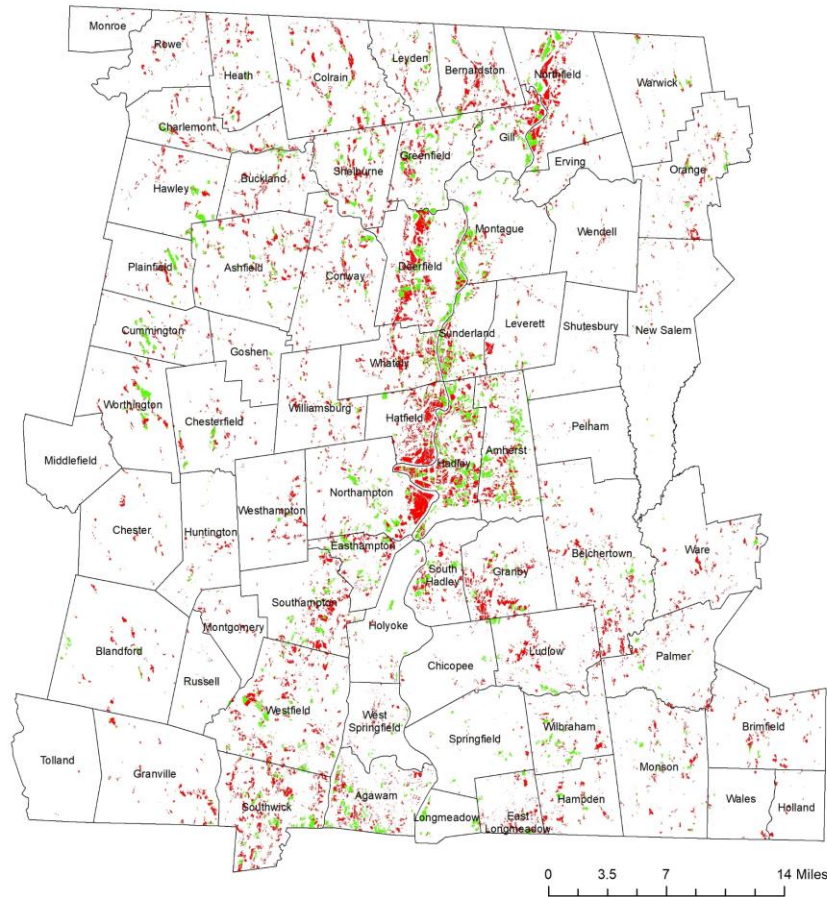 Monroe
Rowe
Heath
Colrain
Leyden
Bernardston
Northfield
Warwick
Charlemont
Greenfield
Gill
Erving
Orange
Hawley
Buckland
Shelburne
Montague
Wendell
Plainfield
Ashfield
Conway
Deerfield
Cummington
Goshen
Whately
Sunderland
Leverett
Shutesbury
New Salem
Worthington
Chesterfield
Williamsburg
Hatfield
Hadley
Amherst
Pelham
Middlefield
Chester
Huntington
Westhampton
Northampton
Easthampton
South
Hadley
Granby
Belchertown
Ware
Blandford
Montgomery
Southampton
Holyoke
Russell
Chicopee
Ludlow
Palmer
Westfield
West
Springfield
Springfield
Wilbraham
Monson
Brimfield
Tolland
Granville
Southwick
Agawam
Longmeadow
East
Longmeadow
Hampden
Wales
Holland
0 3.5 7 14 Miles